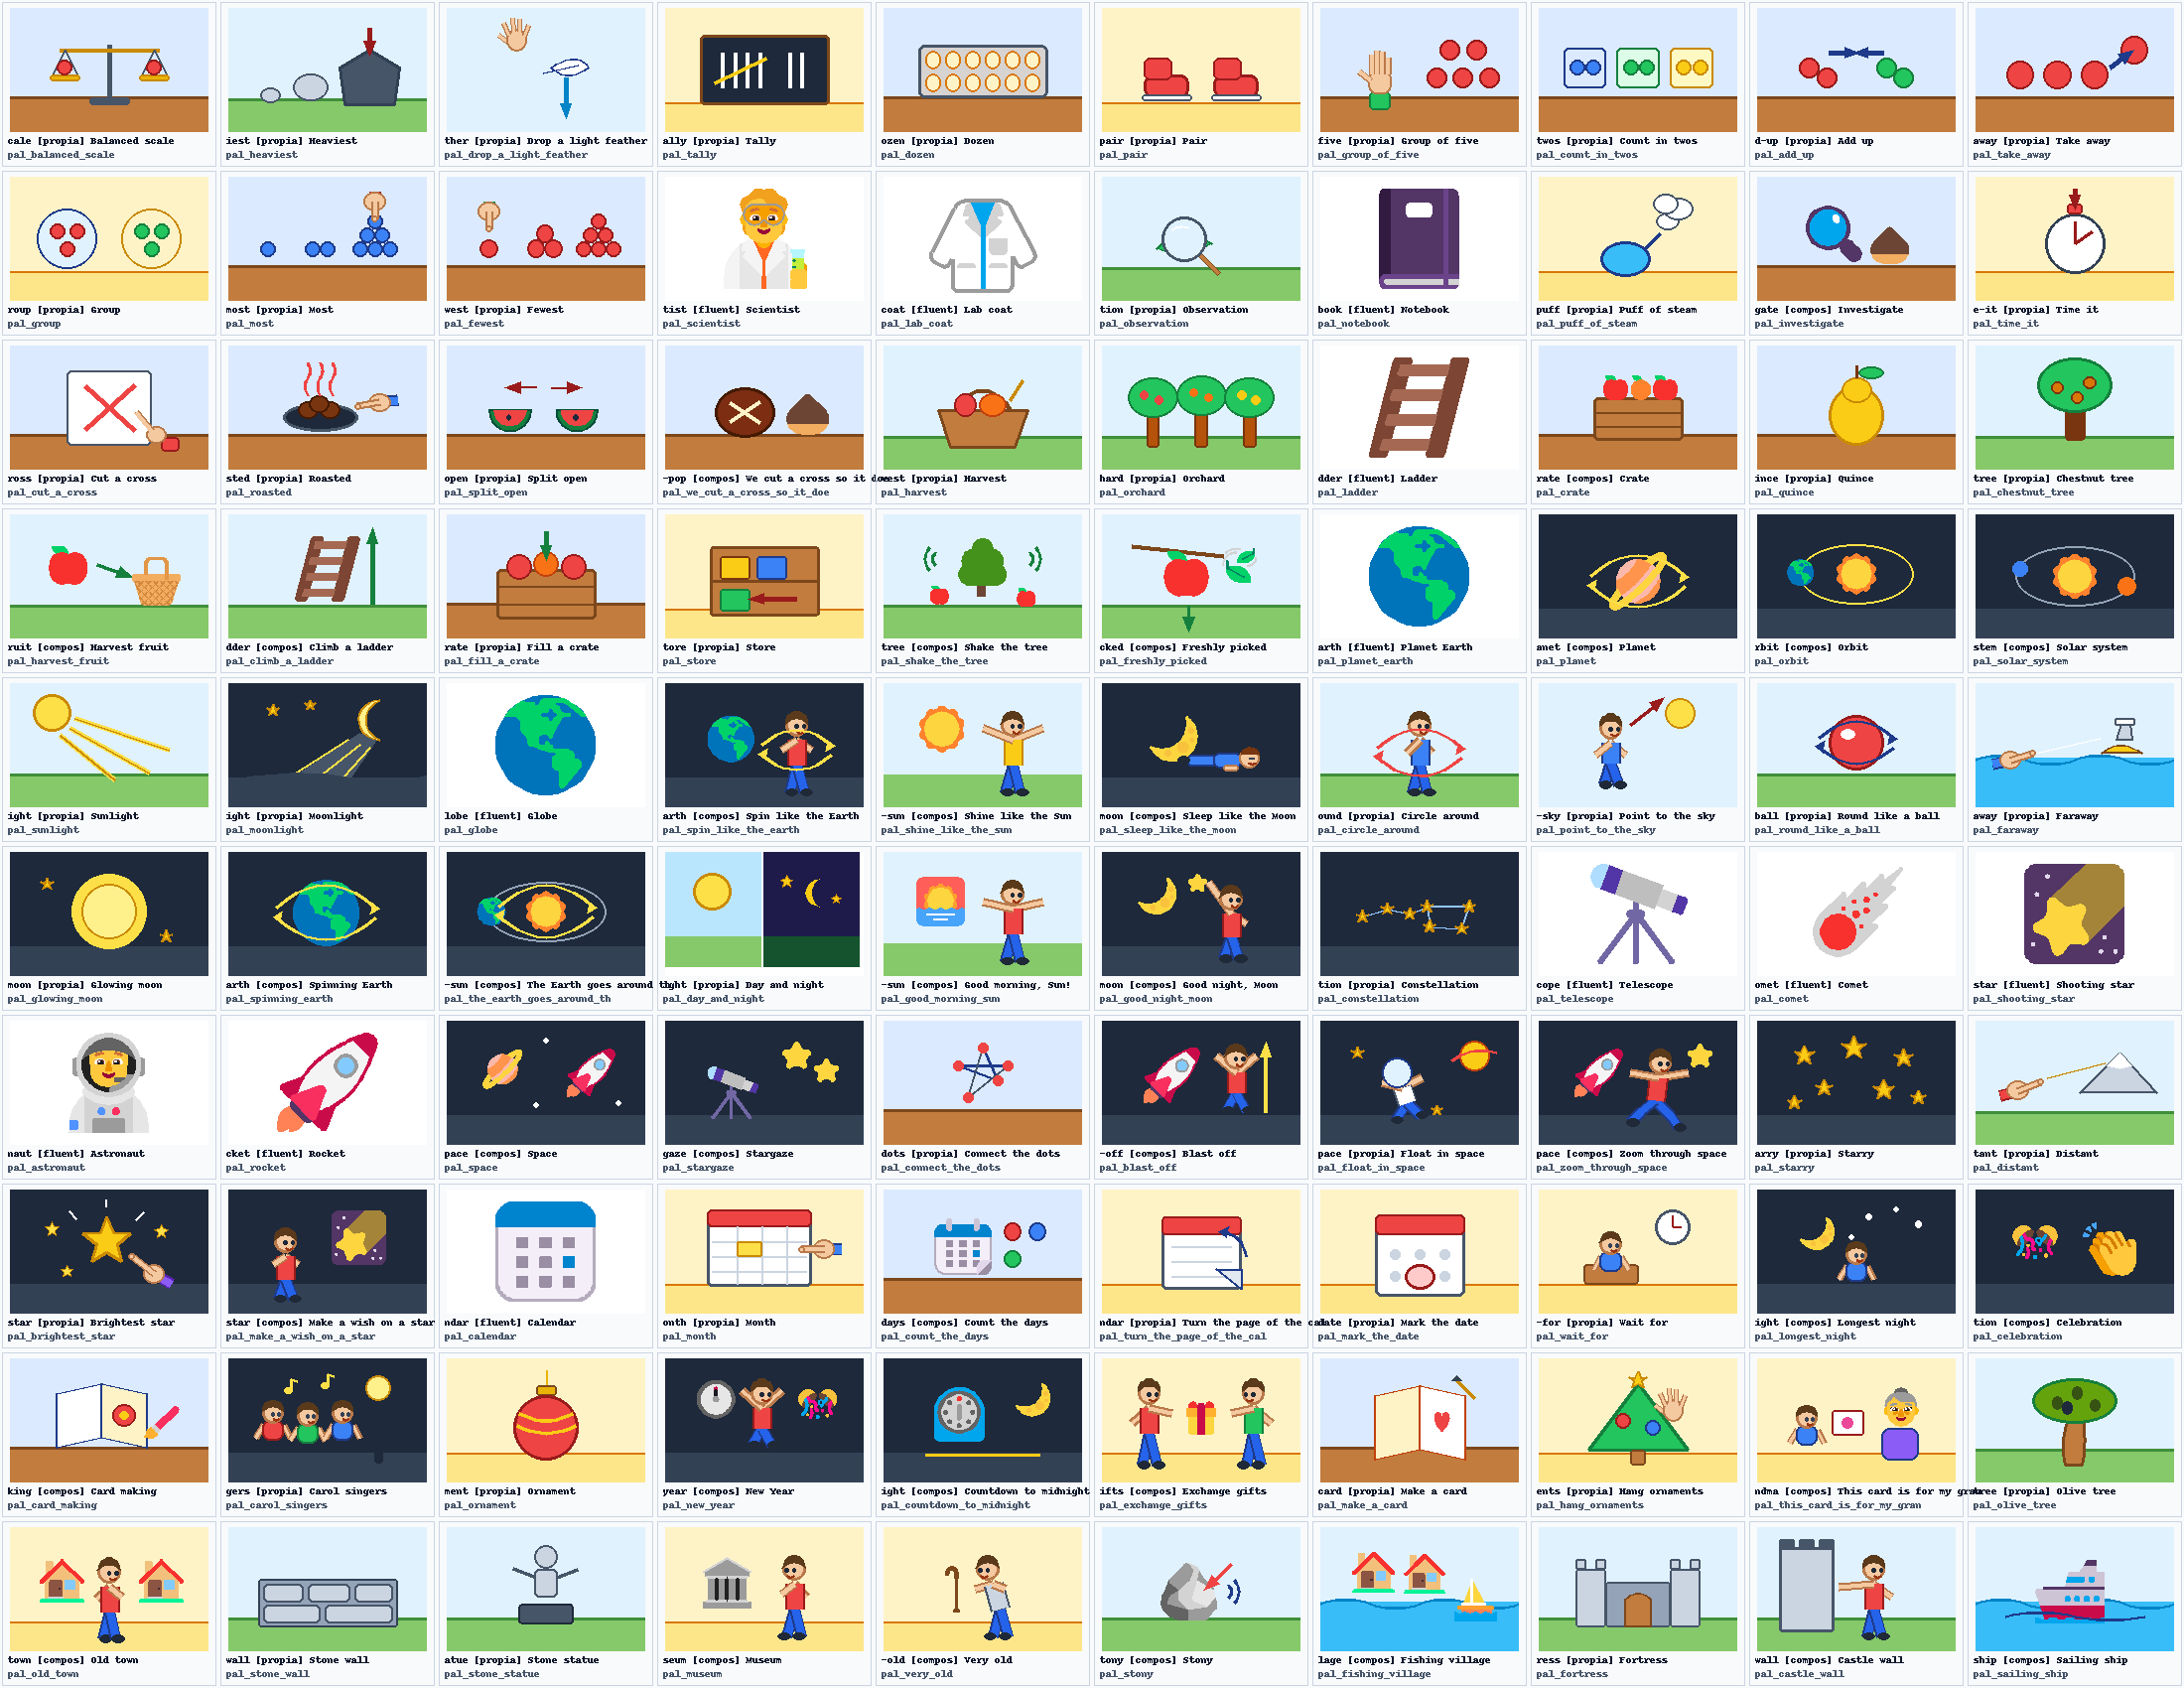 cale [propia] Balanced scale
pal_balanced_scale
iest [propia] Heaviest
pal_heaviest
ther [propia] Drop a light feather
pal_drop_a_light_feather
ally [propia] Tally
pal_tally
ozen [propia] Dozen
pal_dozen
pair [propia] Pair
pal_pair
five [propia] Group of five
pal_group_of_five
twos [propia] Count in twos
pal_count_in_twos
d-up [propia] Add up
pal_add_up
away [propia] Take away
pal_take_away
roup [propia] Group
pal_group
most [propia] Most
pal_most
west [propia] Fewest
pal_fewest
tist [fluent] Scientist
pal_scientist
coat [fluent] Lab coat
pal_lab_coat
tion [propia] Observation
pal_observation
book [fluent] Notebook
pal_notebook
puff [propia] Puff of steam
pal_puff_of_steam
gate [compos] Investigate
pal_investigate
e-it [propia] Time it
pal_time_it
ross [propia] Cut a cross
pal_cut_a_cross
sted [propia] Roasted
pal_roasted
open [propia] Split open
pal_split_open
-pop [compos] We cut a cross so it doe
pal_we_cut_a_cross_so_it_doe
vest [propia] Harvest
pal_harvest
hard [propia] Orchard
pal_orchard
dder [fluent] Ladder
pal_ladder
rate [compos] Crate
pal_crate
ince [propia] Quince
pal_quince
tree [propia] Chestnut tree
pal_chestnut_tree
ruit [compos] Harvest fruit
pal_harvest_fruit
dder [compos] Climb a ladder
pal_climb_a_ladder
rate [propia] Fill a crate
pal_fill_a_crate
tore [propia] Store
pal_store
tree [compos] Shake the tree
pal_shake_the_tree
cked [compos] Freshly picked
pal_freshly_picked
arth [fluent] Planet Earth
pal_planet_earth
anet [compos] Planet
pal_planet
rbit [compos] Orbit
pal_orbit
stem [compos] Solar system
pal_solar_system
ight [propia] Sunlight
pal_sunlight
ight [propia] Moonlight
pal_moonlight
lobe [fluent] Globe
pal_globe
arth [compos] Spin like the Earth
pal_spin_like_the_earth
-sun [compos] Shine like the Sun
pal_shine_like_the_sun
moon [compos] Sleep like the Moon
pal_sleep_like_the_moon
ound [propia] Circle around
pal_circle_around
-sky [propia] Point to the sky
pal_point_to_the_sky
ball [propia] Round like a ball
pal_round_like_a_ball
away [propia] Faraway
pal_faraway
moon [propia] Glowing moon
pal_glowing_moon
arth [compos] Spinning Earth
pal_spinning_earth
-sun [compos] The Earth goes around th
pal_the_earth_goes_around_th
ight [propia] Day and night
pal_day_and_night
-sun [compos] Good morning, Sun!
pal_good_morning_sun
moon [compos] Good night, Moon
pal_good_night_moon
tion [propia] Constellation
pal_constellation
cope [fluent] Telescope
pal_telescope
omet [fluent] Comet
pal_comet
star [fluent] Shooting star
pal_shooting_star
naut [fluent] Astronaut
pal_astronaut
cket [fluent] Rocket
pal_rocket
pace [compos] Space
pal_space
gaze [compos] Stargaze
pal_stargaze
dots [propia] Connect the dots
pal_connect_the_dots
-off [compos] Blast off
pal_blast_off
pace [propia] Float in space
pal_float_in_space
pace [compos] Zoom through space
pal_zoom_through_space
arry [propia] Starry
pal_starry
tant [propia] Distant
pal_distant
star [propia] Brightest star
pal_brightest_star
star [compos] Make a wish on a star
pal_make_a_wish_on_a_star
ndar [fluent] Calendar
pal_calendar
onth [propia] Month
pal_month
days [compos] Count the days
pal_count_the_days
ndar [propia] Turn the page of the cal
pal_turn_the_page_of_the_cal
date [propia] Mark the date
pal_mark_the_date
-for [propia] Wait for
pal_wait_for
ight [compos] Longest night
pal_longest_night
tion [compos] Celebration
pal_celebration
king [compos] Card making
pal_card_making
gers [propia] Carol singers
pal_carol_singers
ment [propia] Ornament
pal_ornament
year [compos] New Year
pal_new_year
ight [compos] Countdown to midnight
pal_countdown_to_midnight
ifts [compos] Exchange gifts
pal_exchange_gifts
card [propia] Make a card
pal_make_a_card
ents [propia] Hang ornaments
pal_hang_ornaments
ndma [compos] This card is for my gran
pal_this_card_is_for_my_gran
tree [propia] Olive tree
pal_olive_tree
town [compos] Old town
pal_old_town
wall [propia] Stone wall
pal_stone_wall
atue [propia] Stone statue
pal_stone_statue
seum [compos] Museum
pal_museum
-old [compos] Very old
pal_very_old
tony [compos] Stony
pal_stony
lage [compos] Fishing village
pal_fishing_village
ress [propia] Fortress
pal_fortress
wall [compos] Castle wall
pal_castle_wall
ship [compos] Sailing ship
pal_sailing_ship